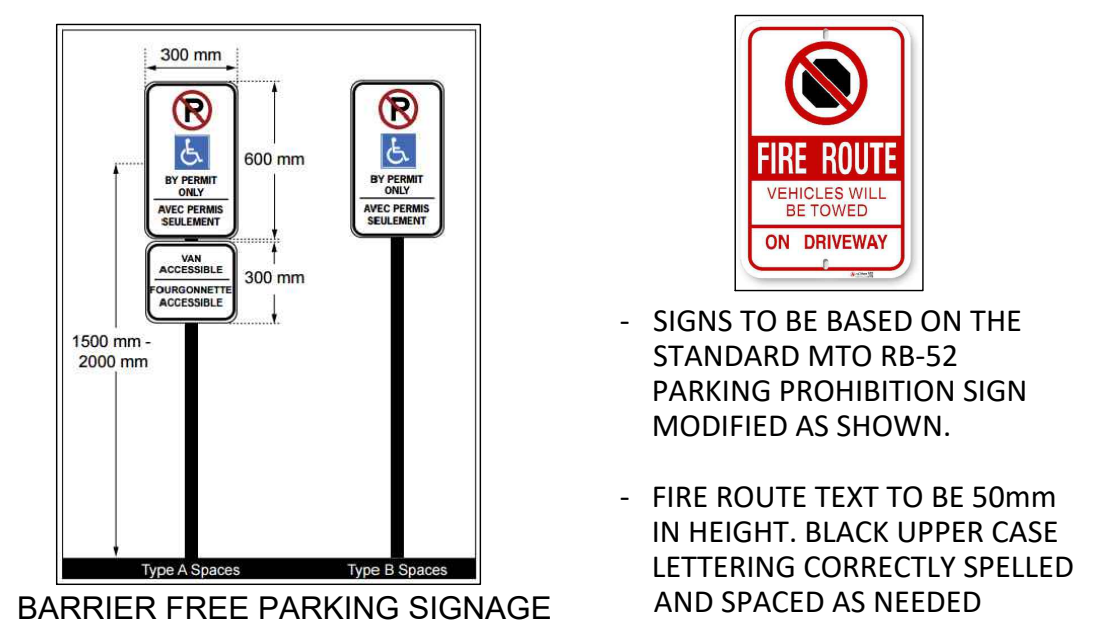 300 mm
P
BY PERMIT
ONLY
AVEC PERMIS
SEULEMENT
600 mm
VAN
ACCESSIBLE
FOURGONNETTE
ACCESSIBLE
300 mm
1500 mm -
2000 mm
Type A Spaces
P
BY PERMIT
ONLY
AVEC PERMIS
SEULEMENT
Type B Spaces
BARRIER FREE PARKING SIGNAGE
FIRE ROUTE
VEHICLES WILL
BE TOWED
ON DRIVEWAY
- SIGNS TO BE BASED ON THE
STANDARD MTO RB-52
PARKING PROHIBITION SIGN
MODIFIED AS SHOWN.
- FIRE ROUTE TEXT TO BE 50mm
IN HEIGHT. BLACK UPPER CASE
LETTERING CORRECTLY SPELLED
AND SPACED AS NEEDED